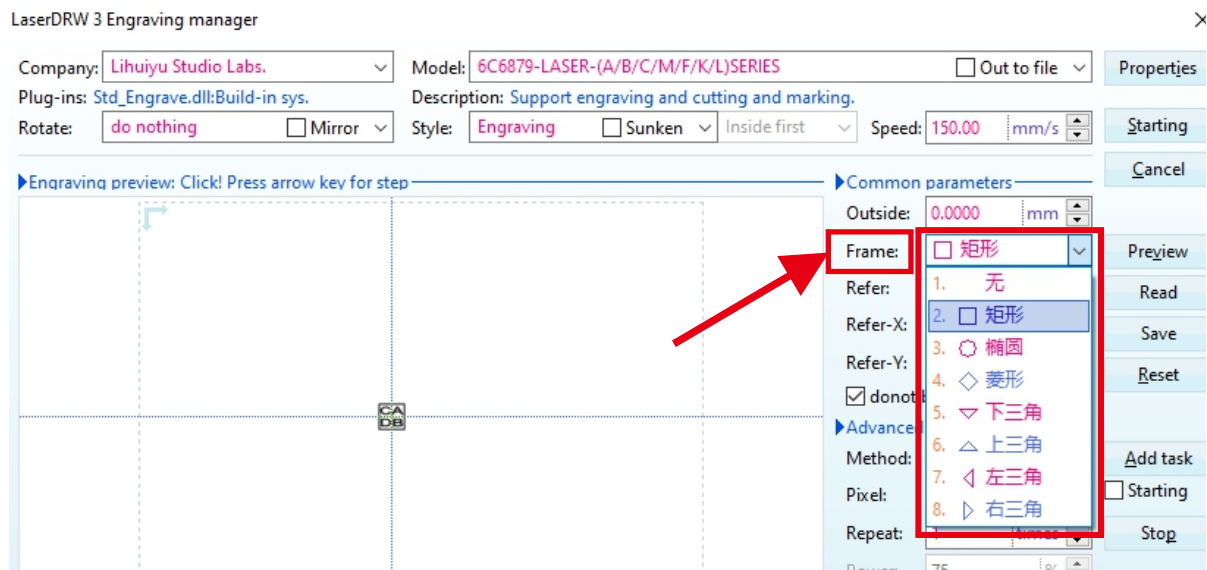 LaserDRW 3 Engraving manager
Company: Lihuiyu Studio Labs. Model: 6C6879-LASER-(A/B/C/M/F/K/L)SERIES Out to file Properties
Plug-ins: Std_Engrave.dll:Build-in sys. Description: Support engraving and cutting and marking.
Rotate: do nothing Mirror Style: Engraving Sunken Inside first Speed: 150.00 mm/s Starting
Cancel
Engraving preview: Click! Press arrow key for step Common parameters
Outside: 0.0000 mm
Frame: 矩形 Preview
Refer: 1. 无 Read
2. 矩形
Refer-X: Save
3. 椭圆
Refer-Y: Reset
4. 菱形
donot
CA
DB
5. 下三角
Advanced
6. 上三角
Method: Add task
7. 左三角
Pixel: Starting
8. 右三角
Repeat: 1 times Stop
Power: 75 %